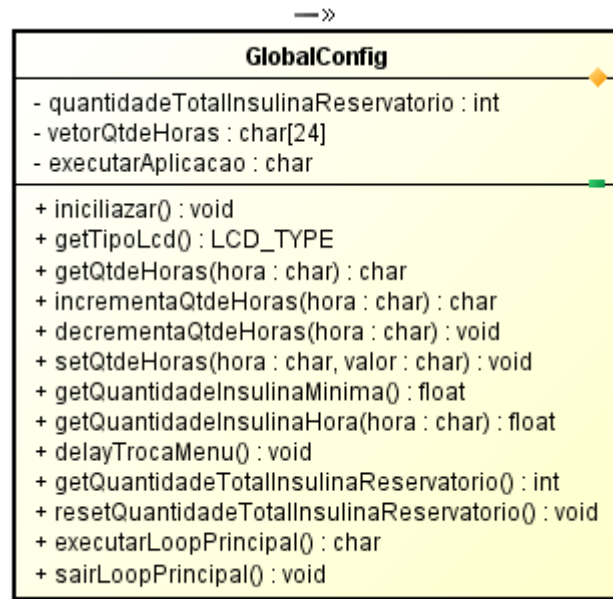 GlobalConfig
- quantidadeTotalInsulinaReservatorio : int
- vetorQtdeHoras : char[24]
- executarAplicacao : char
+ iniciliazar() : void
+ getTipoLcd() : LCD_TYPE
+ getQtdeHoras(hora : char) : char
+ incrementaQtdeHoras(hora : char) : char
+ decrementaQtdeHoras(hora : char) : void
+ setQtdeHoras(hora : char, valor : char) : void
+ getQuantidadeInsulinaMinima() : float
+ getQuantidadeInsulinaHora(hora : char) : float
+ delayTrocaMenu() : void
+ getQuantidadeTotalInsulinaReservatorio() : int
+ resetQuantidadeTotalInsulinaReservatorio() : void
+ executarLoopPrincipal() : char
+ sairLoopPrincipal() : void